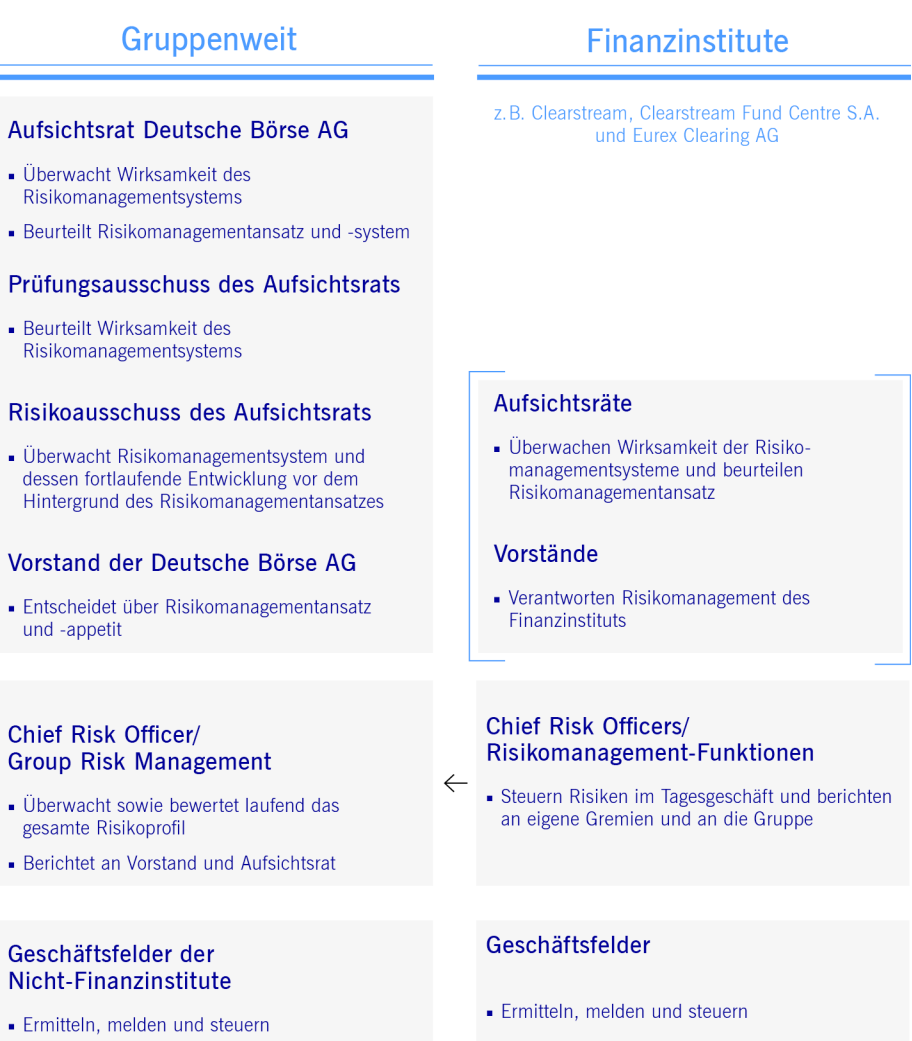 Gruppenweit
Aufsichtsrat Deutsche Börse AG
▪ Überwacht Wirksamkeit des
Risikomanagementsystems
▪ Beurteilt Risikomanagementansatz und -system
Prüfungsausschuss des Aufsichtsrats
▪ Beurteilt Wirksamkeit des
Risikomanagementsystems
Risikoausschuss des Aufsichtsrats
▪ Überwacht Risikomanagementsystem und
dessen fortlaufende Entwicklung vor dem
Hintergrund des Risikomanagementansatzes
Vorstand der Deutsche Börse AG
▪ Entscheidet über Risikomanagementansatz
und -appetit
Chief Risk Officer/
Group Risk Management
▪ Überwacht sowie bewertet laufend das
gesamte Risikoprofil
▪ Berichtet an Vorstand und Aufsichtsrat
Geschäftsfelder der
Nicht-Finanzinstitute
▪ Ermitteln, melden und steuern
Finanzinstitute
z.B. Clearstream, Clearstream Fund Centre S.A.
und Eurex Clearing AG
Aufsichtsräte
▪ Überwachen Wirksamkeit der Risiko-
managementsysteme und beurteilen
Risikomanagementansatz
Vorstände
▪ Verantworten Risikomanagement des
Finanzinstituts
←
Chief Risk Officers/
Risikomanagement-Funktionen
▪ Steuern Risiken im Tagesgeschäft und berichten
an eigene Gremien und an die Gruppe
Geschäftsfelder
▪ Ermitteln, melden und steuern